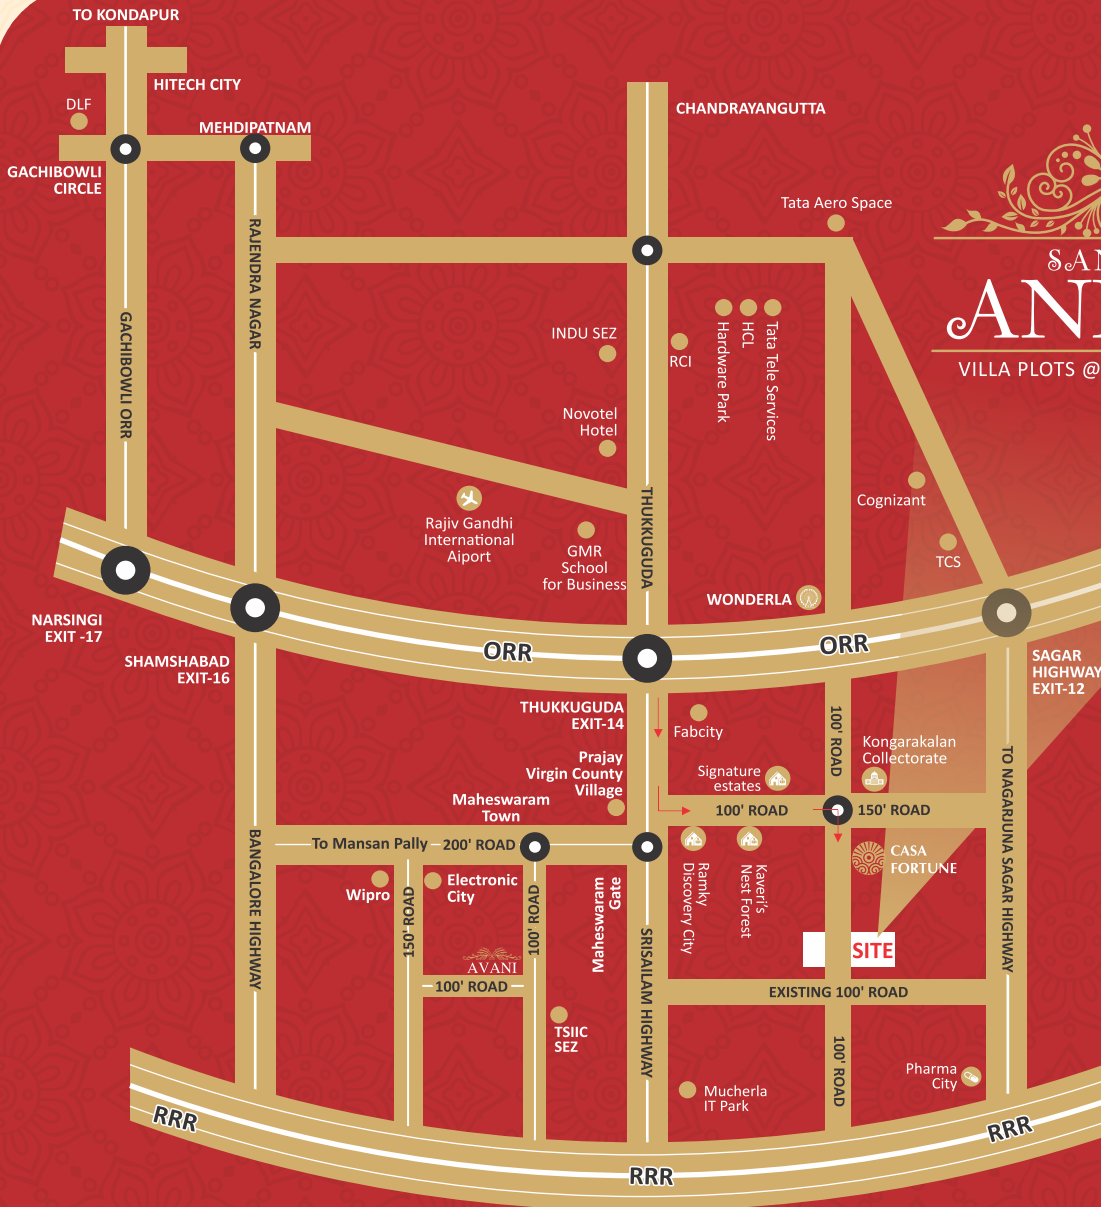 TO KONDAPUR
HITECH CITY
DLF
MEHDIPATNAM
GACHIBOWLI
CIRCLE
CHANDRAYANGUTTA
Tata Aero Space
RAJENDRA NAGAR
GACHIBOWLI ORR
INDU SEZ
RCI
Hardware Park
HCL
Tata Tele Services
VILLA PLOTS @
Novotel
Hotel
THUKKUGUDA
Rajiv Gandhi
International
Aiport
GMR
School
for Business
Cognizant
TCS
WONDERLA
NARSINGI
EXIT -17
SHAMSHABAD
EXIT-16
ORR
ORR
SAGAR
HIGHWAY
EXIT-12
THUKKUGUDA
EXIT-14
Fabcity
100' ROAD
Kongarakalan
Collectorate
Prajay
Virgin County
Village
Signature
estates
Maheswaram
Town
100' ROAD
150' ROAD
TO NAGARJUNA SAGAR HIGHWAY
To Mansan Pally
200' ROAD
BANGALORE HIGHWAY
Wipro
150' ROAD
Electronic
City
100' ROAD
Maheswaram
Gate
Ramky
Discovery City
Kaveri's
Nest Forest
CASA
FORTUNE
SITE
AVANI
100' ROAD
SRISAILAM HIGHWAY
EXISTING 100' ROAD
TSIIC
SEZ
100' ROAD
Mucherla
IT Park
Pharma
City
RRR
RRR
RRR